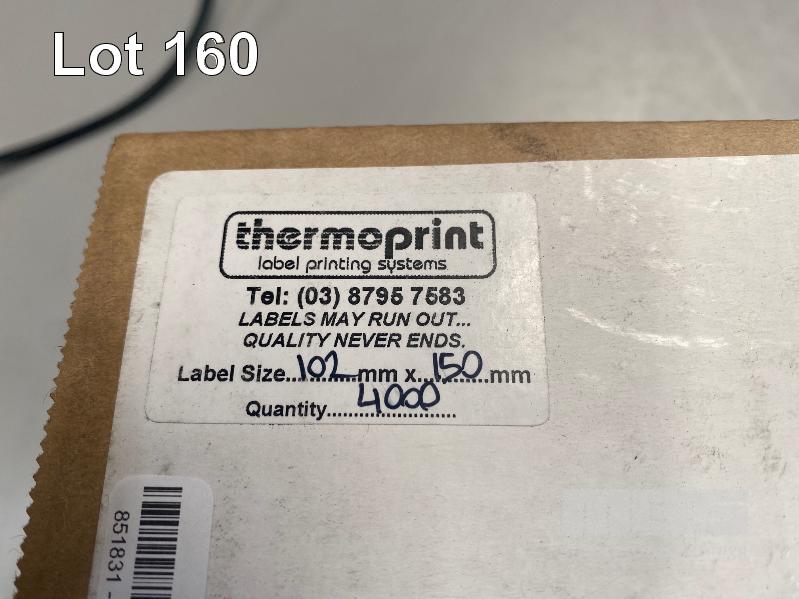 Lot 160
thermoprint
label printing systems
Tel: (03) 8795 7583
LABELS MAY RUN OUT...
QUALITY NEVER ENDS.
Label Size..102..mm x..150..mm
Quantity....4000....
851831 -